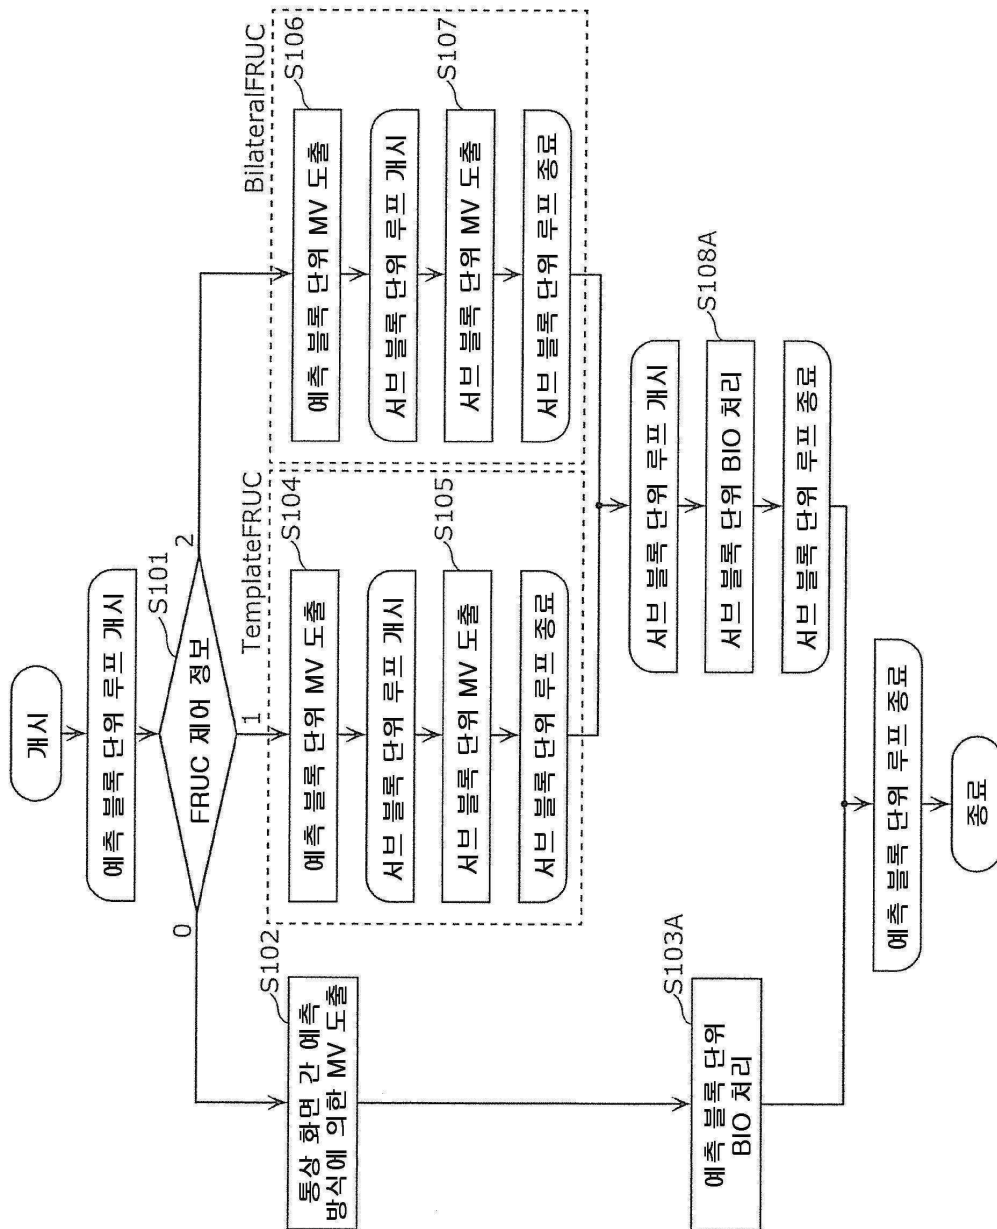 개시
예측 블록 단위 루프 개시
S101
FRUC 제어 정보
0
1
2
S102
통상 화면 간 예측
방식에 의한 MV 도출
TemplateFRUC
S104
예측 블록 단위 MV 도출
서브 블록 단위 루프 개시
S105
서브 블록 단위 MV 도출
서브 블록 단위 루프 종료
BilateralFRUC
S106
예측 블록 단위 MV 도출
서브 블록 단위 루프 개시
S107
서브 블록 단위 MV 도출
서브 블록 단위 루프 종료
S103A
예측 블록 단위
BIO 처리
서브 블록 단위 루프 개시
S108A
서브 블록 단위 BIO 처리
서브 블록 단위 루프 종료
예측 블록 단위 루프 종료
종료